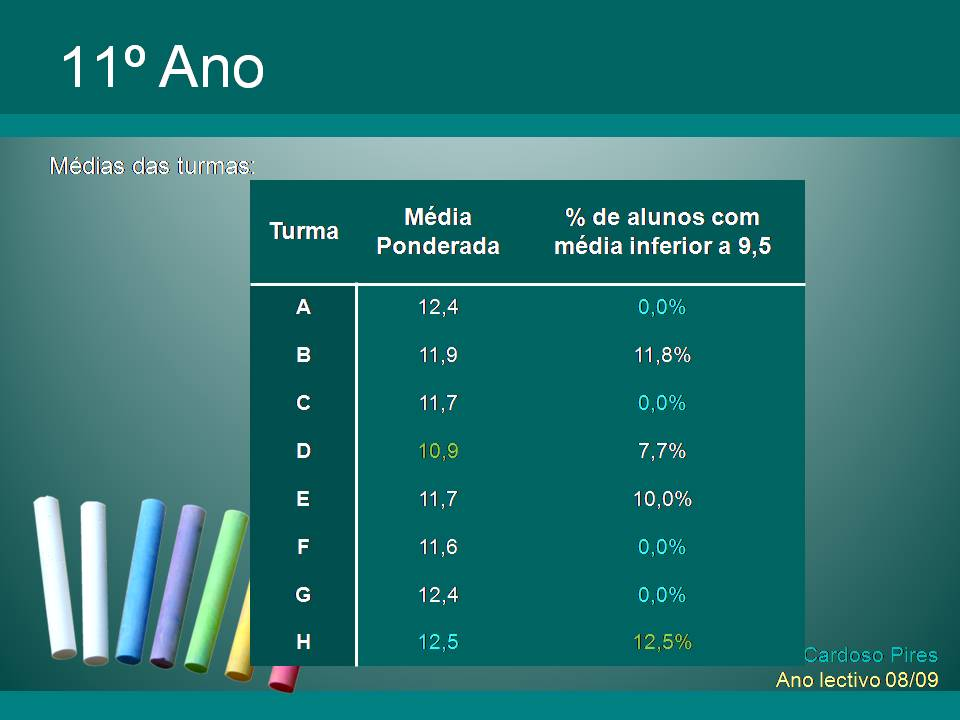 11º Ano
Médias das turmas:
Turma
Média
Ponderada
% de alunos com
média inferior a 9,5
A 12,4 0,0%
B 11,9 11,8%
C 11,7 0,0%
D 10,9 7,7%
E 11,7 10,0%
F 11,6 0,0%
G 12,4 0,0%
H 12,5 12,5%
Cardoso Pires
Ano lectivo 08/09